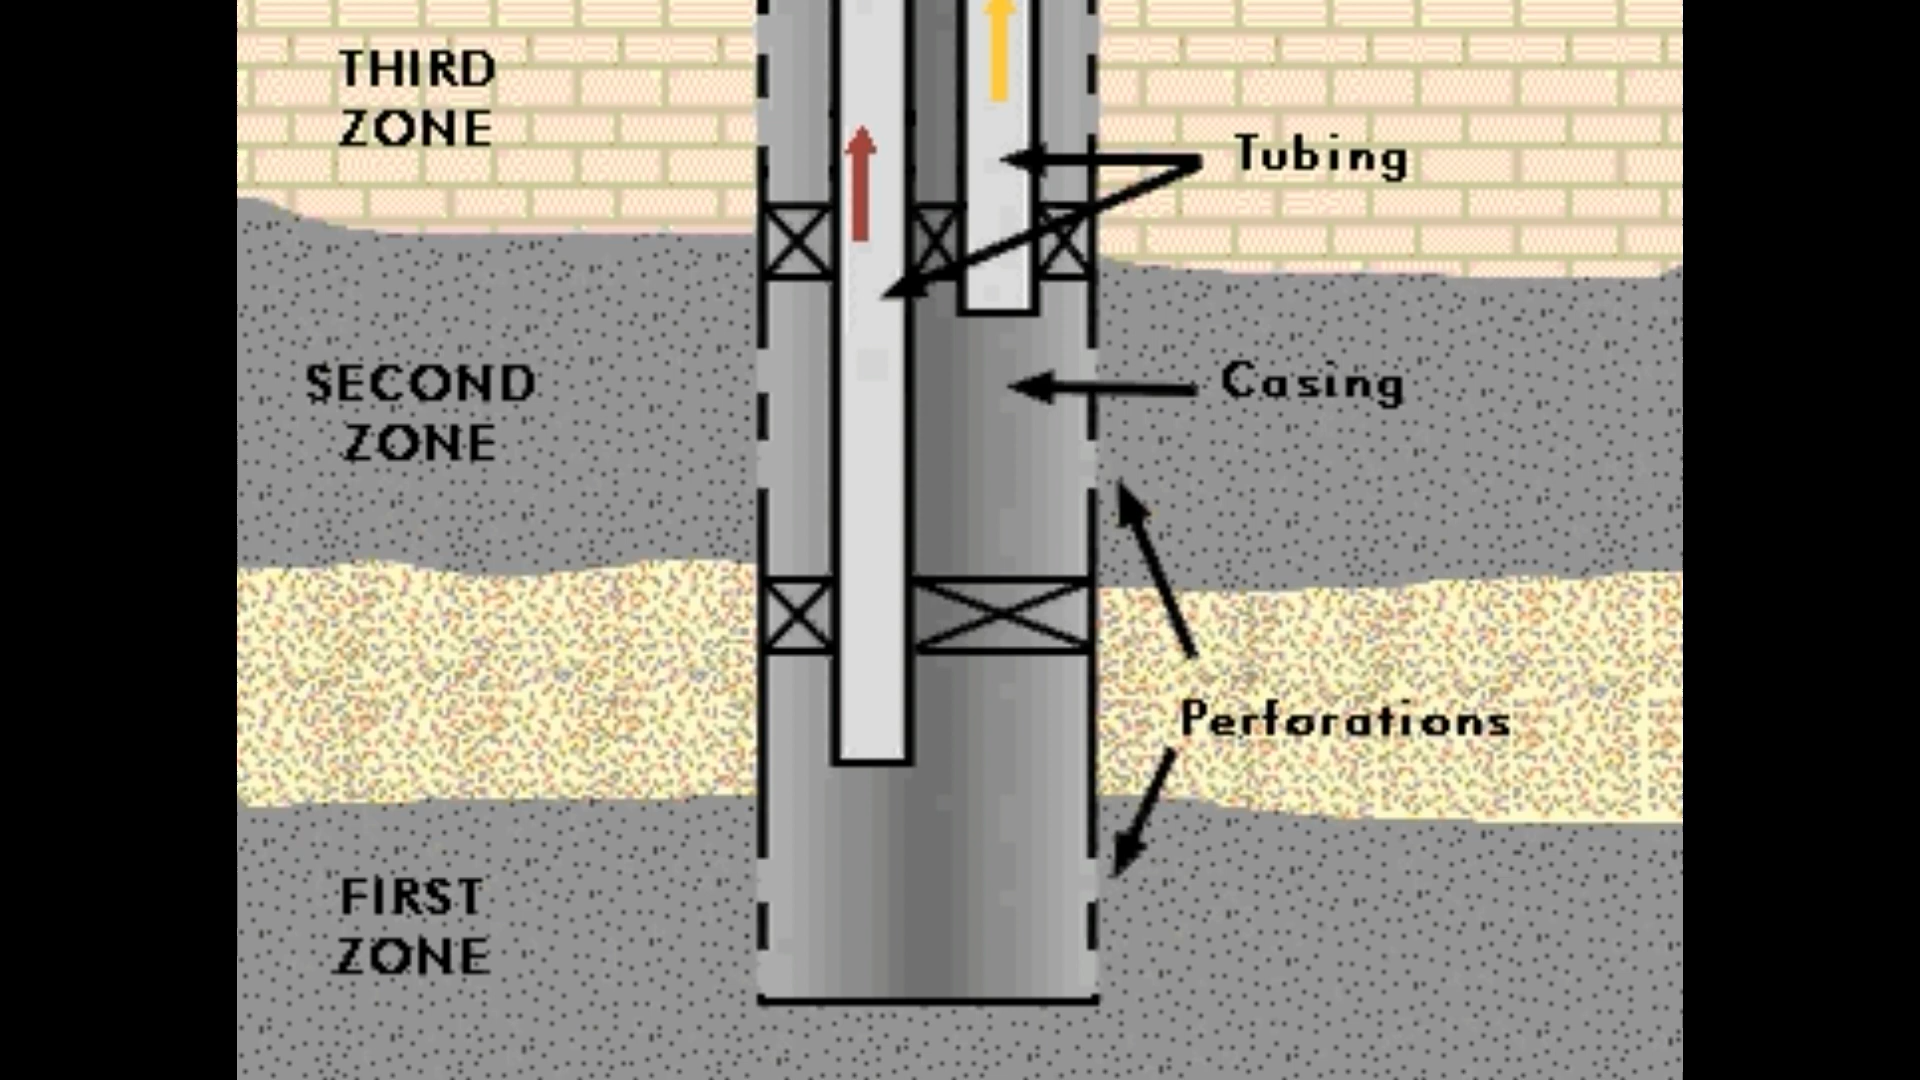 THIRD
ZONE
Tubing
SECOND
ZONE
Casing
Perforations
FIRST
ZONE